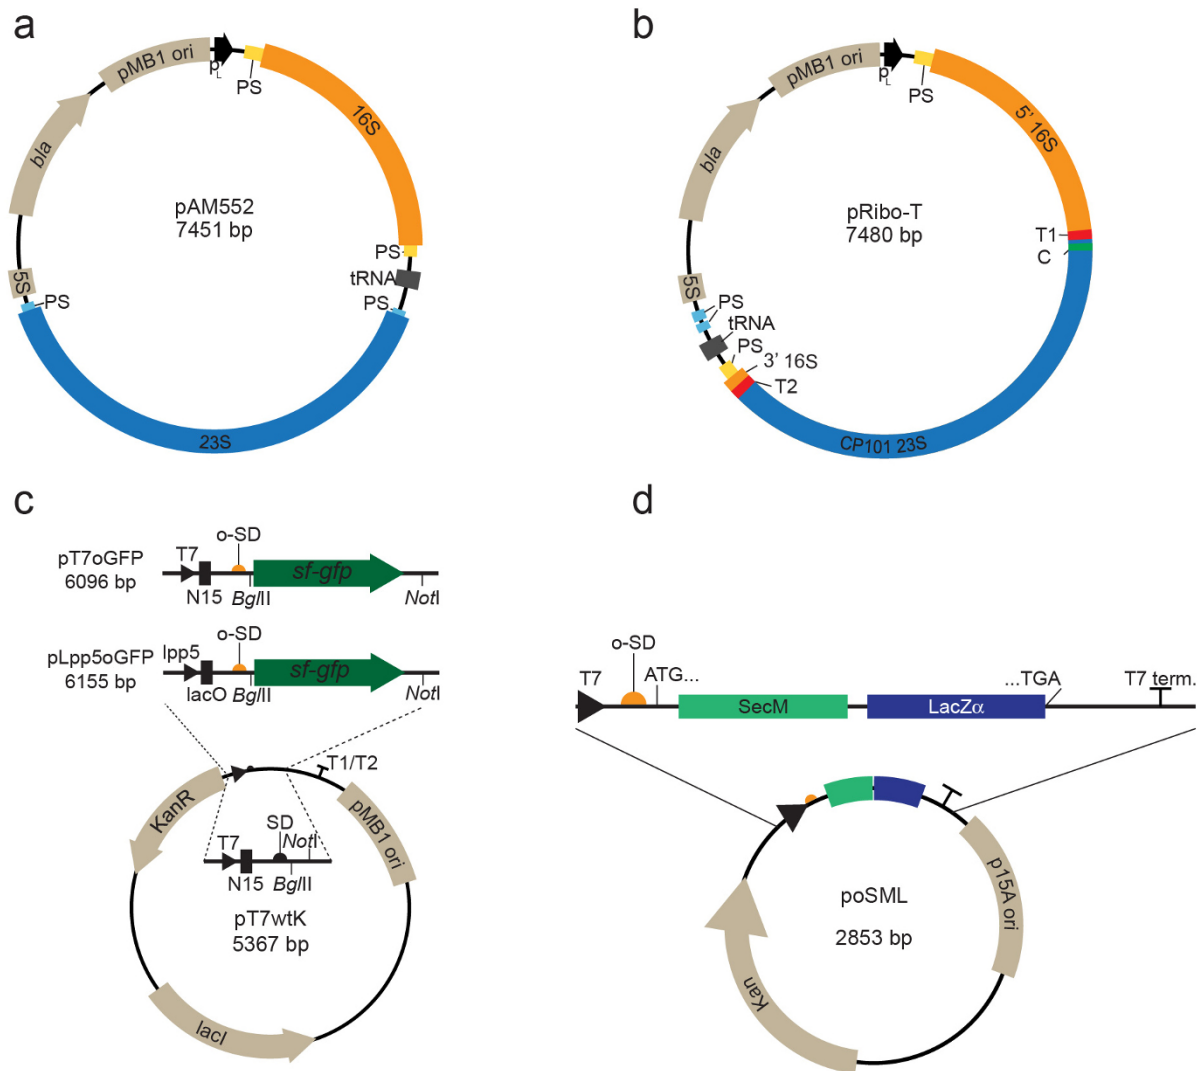 a
pMB1 ori
pL
PS
16S
bla
pAM552
7451 bp
PS
tRNA
PS
5S
PS
23S
b
pMB1 ori
pL
PS
5' 16S
bla
pRibo-T
7480 bp
T1
C
5S
PS
tRNA
PS
3' 16S
T2
CP101 23S
c
o-SD
pT7oGFP
6096 bp
T7
sf-gfp
N15
BglII
NotI
o-SD
pLpp5oGFP
6155 bp
lpp5
sf-gfp
lacO
BglII
NotI
T1/T2
KanR
pMB1 ori
SD
T7
NotI
N15
BglII
pT7wtK
5367 bp
lacI
d
o-SD
T7
ATG...
...TGA
T7 term.
SecM
LacZα
p15A ori
poSML
2853 bp
Kan